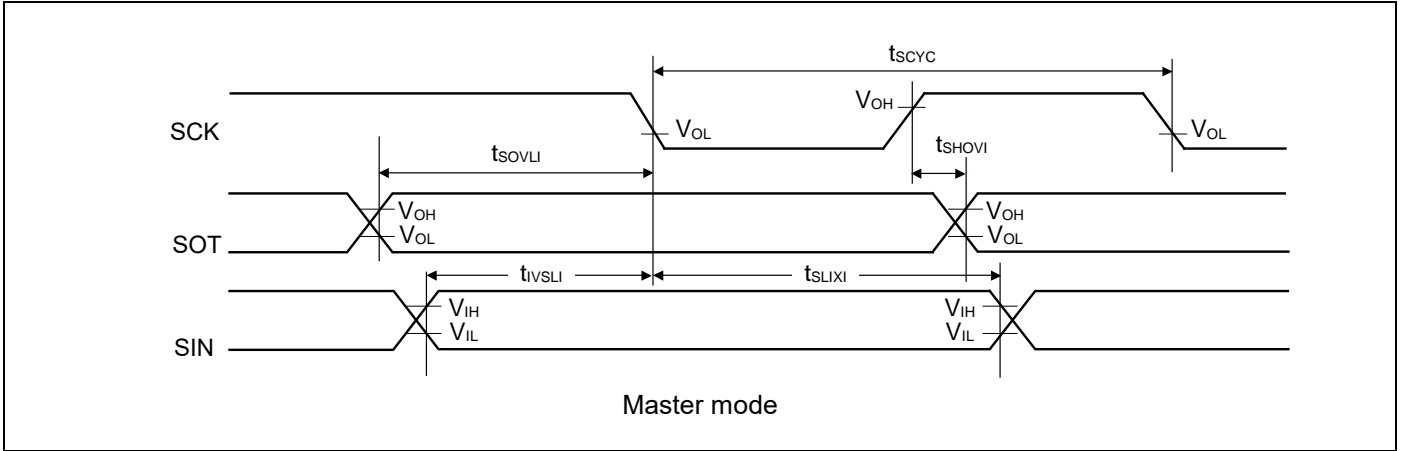 tSCYC
VOH
SCK
VOL
VOL
tSOVLI
tSHOVI
VOH
VOH
SOT
VOL
VOL
tIVSLI
tSLIXI
VIH
VIH
SIN
VIL
VIL
Master mode